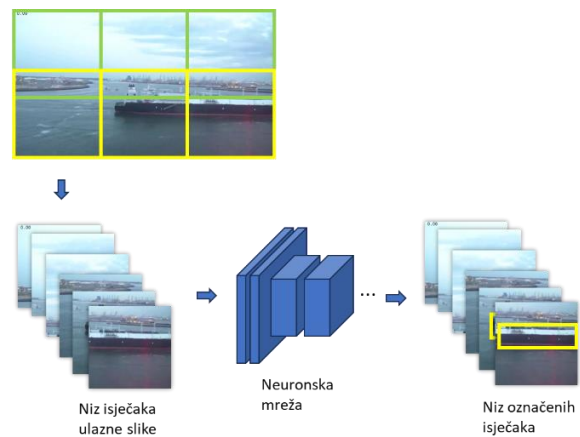 ...
Neuronska
mreža
Niz isječaka
ulazne slike
Niz označenih
isječaka